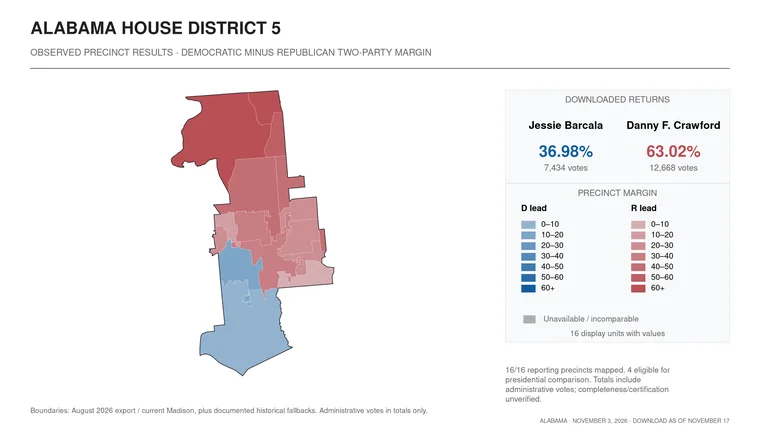 ALABAMA HOUSE DISTRICT 5
OBSERVED PRECINCT RESULTS · DEMOCRATIC MINUS REPUBLICAN TWO-PARTY MARGIN
DOWNLOADED RETURNS
Jessie Barcala Danny F. Crawford
36.98% 63.02%
7,434 votes 12,668 votes
PRECINCT MARGIN
D lead R lead
0–10 0–10
10–20 10–20
20–30 20–30
30–40 30–40
40–50 40–50
50–60 50–60
60+ 60+
Unavailable / incomparable
16 display units with values
16/16 reporting precincts mapped. 4 eligible for
presidential comparison. Totals include
administrative votes; completeness/certification
unverified.
Boundaries: August 2026 export / current Madison, plus documented historical fallbacks. Administrative votes in totals only.
ALABAMA · NOVEMBER 3, 2026 · DOWNLOAD AS OF NOVEMBER 17